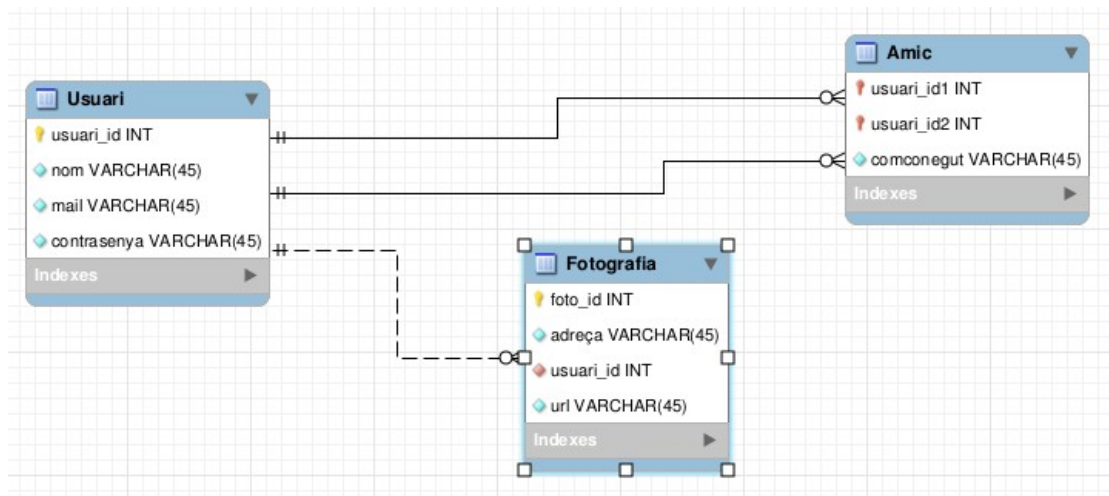 Usuari
usuari_id INT
nom VARCHAR(45)
mail VARCHAR(45)
contrasenya VARCHAR(45)
Indexes
Amic
usuari_id1 INT
usuari_id2 INT
comconegut VARCHAR(45)
Indexes
Fotografia
foto_id INT
adreça VARCHAR(45)
usuari_id INT
url VARCHAR(45)
Indexes